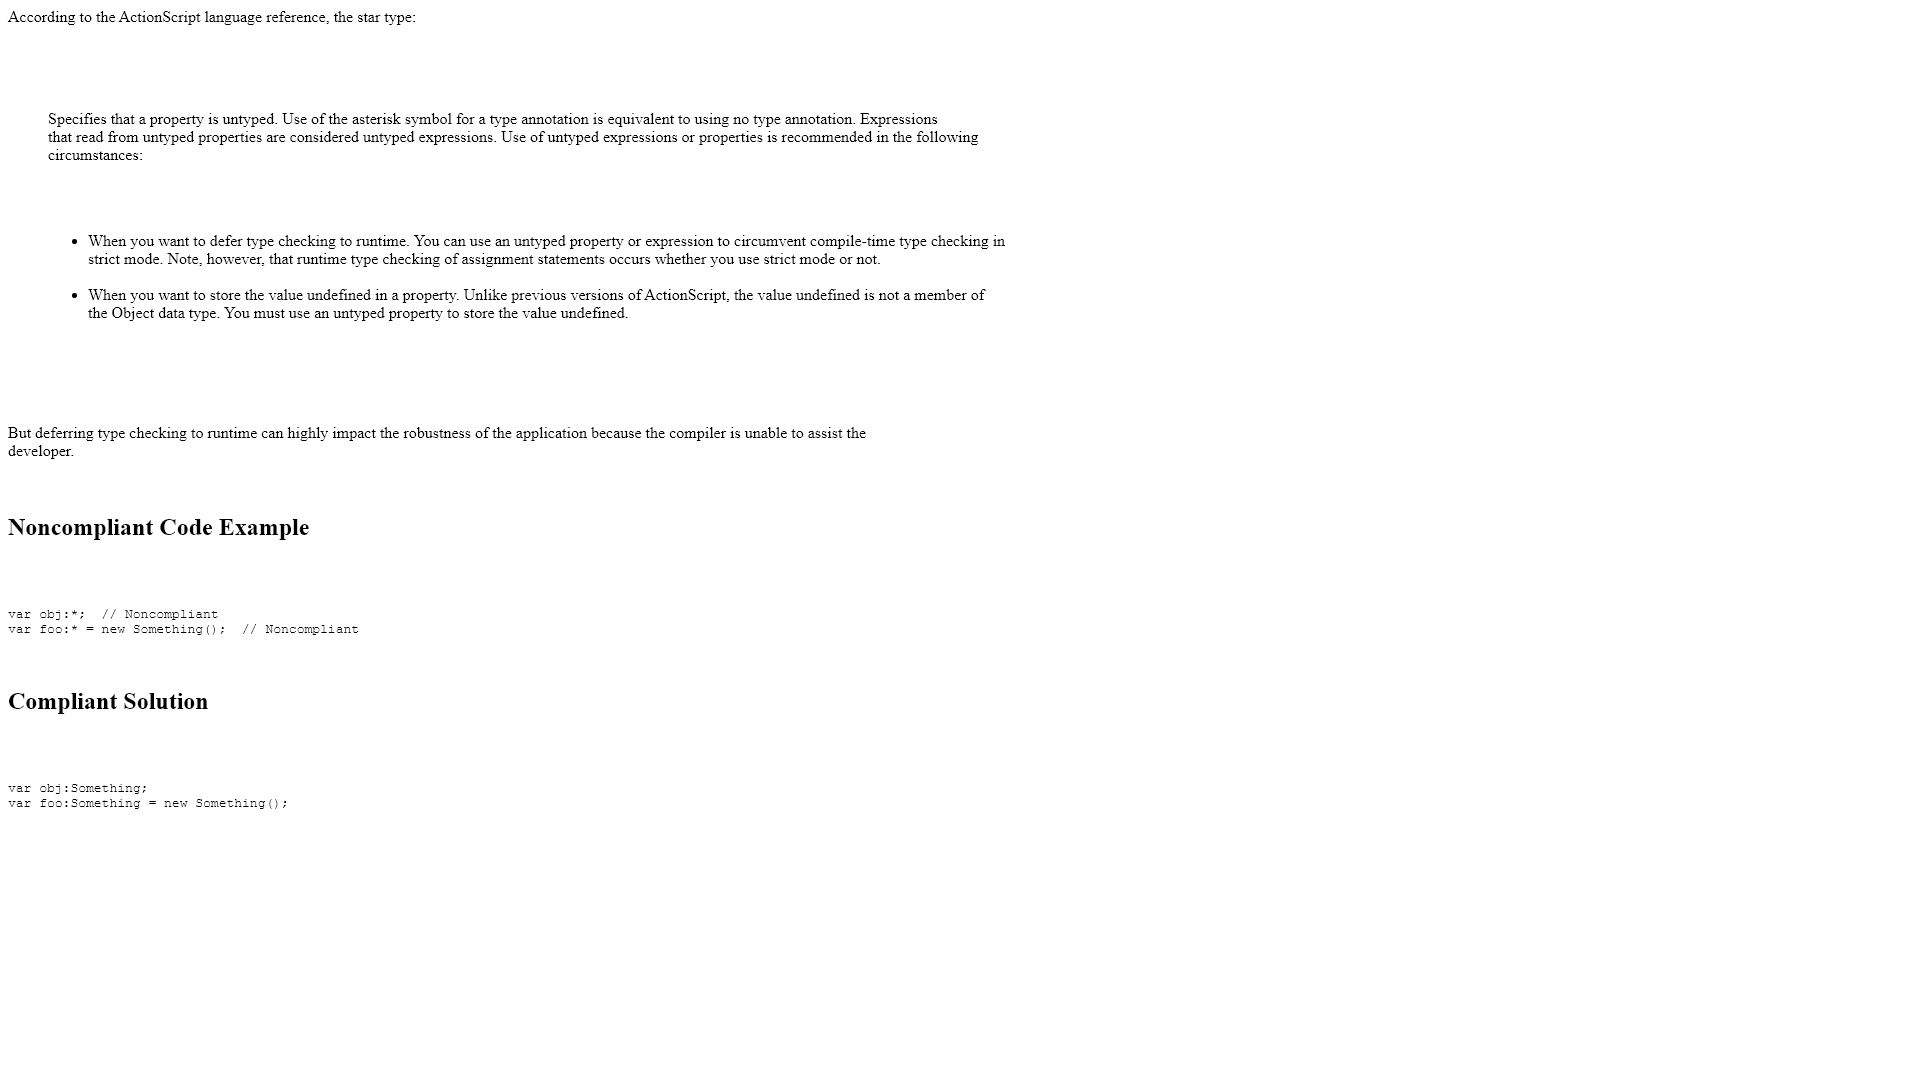 According to the ActionScript language reference, the star type:
Specifies that a property is untyped. Use of the asterisk symbol for a type annotation is equivalent to using no type annotation. Expressions
that read from untyped properties are considered untyped expressions. Use of untyped expressions or properties is recommended in the following
circumstances:
• When you want to defer type checking to runtime. You can use an untyped property or expression to circumvent compile-time type checking in
strict mode. Note, however, that runtime type checking of assignment statements occurs whether you use strict mode or not.
• When you want to store the value undefined in a property. Unlike previous versions of ActionScript, the value undefined is not a member of
the Object data type. You must use an untyped property to store the value undefined.
But deferring type checking to runtime can highly impact the robustness of the application because the compiler is unable to assist the
developer.
Noncompliant Code Example
var obj:*;  // Noncompliant
var foo:* = new Something();  // Noncompliant
Compliant Solution
var obj:Something;
var foo:Something = new Something();